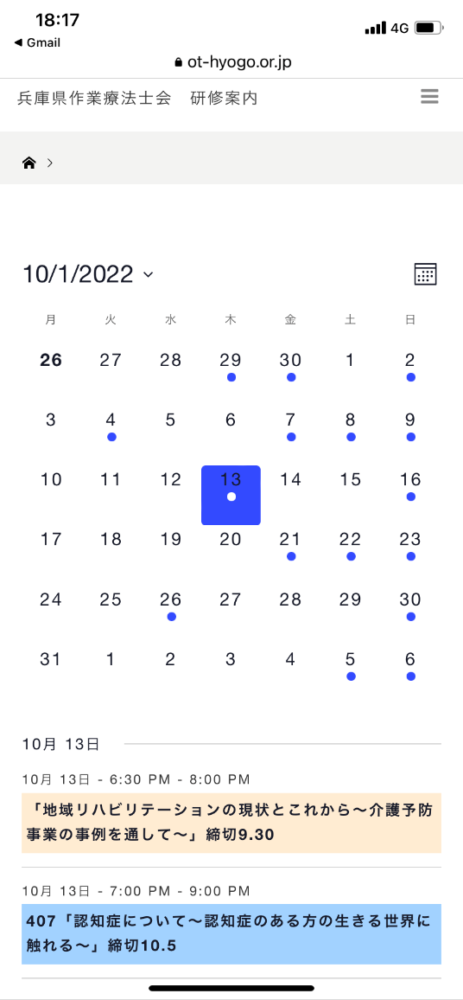 18:17
4G
Gmail
ot-hyogo.or.jp
兵庫県作業療法士会 研修案内
10/1/2022
月 火 水 木 金 土 日
26 27 28 29 30 1 2
3 4 5 6 7 8 9
10 11 12 13 14 15 16
17 18 19 20 21 22 23
24 25 26 27 28 29 30
31 1 2 3 4 5 6
10月 13日
10月 13日 - 6:30 PM - 8:00 PM
「地域リハビリテーションの現状とこれから〜介護予防
事業の事例を通して〜」締切9.30
10月 13日 - 7:00 PM - 9:00 PM
407「認知症について〜認知症のある方の生きる世界に
触れる〜」締切10.5